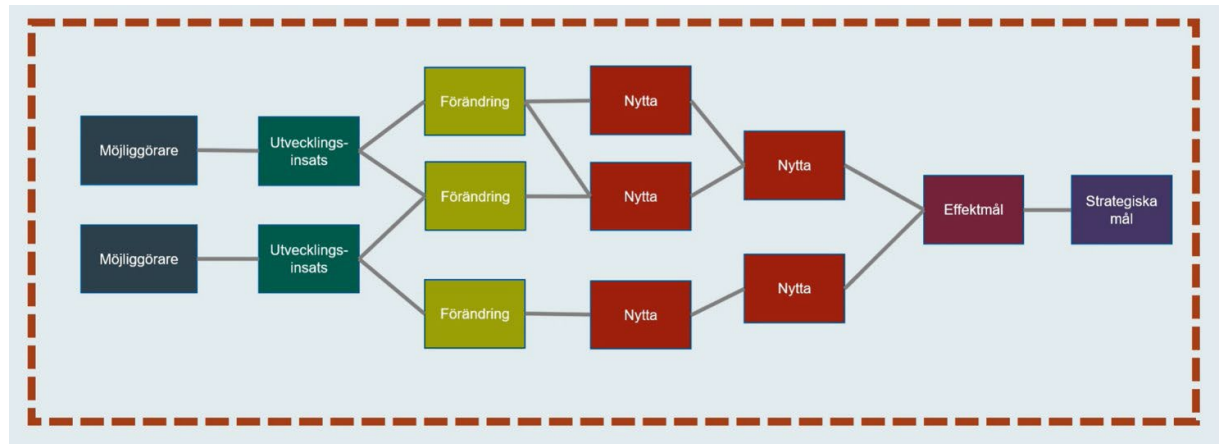 Möjliggörare
Utvecklings-
insats
Förändring
Nytta
Förändring
Nytta
Nytta
Möjliggörare
Utvecklings-
insats
Förändring
Nytta
Nytta
Effektmål
Strategiska
mål